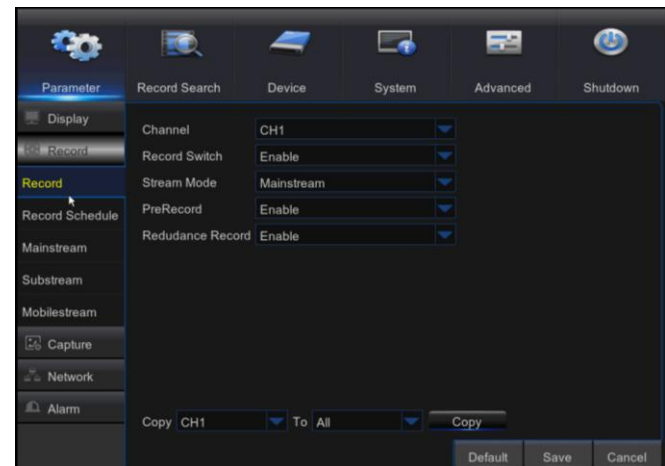 Parameter Record Search Device System Advanced Shutdown
Display
Record
Record
Record Schedule
Mainstream
Substream
Mobilestream
Capture
Network
Alarm
Channel CH1
Record Switch Enable
Stream Mode Mainstream
PreRecord Enable
Redudance Record Enable
Copy CH1 To All Copy
Default Save Cancel